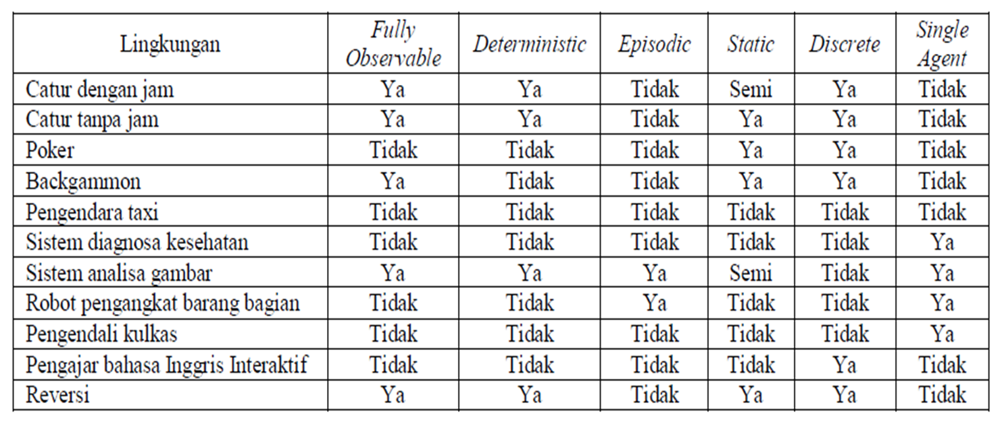 Lingkungan Fully Observable Deterministic Episodic Static Discrete Single Agent
Catur dengan jam Ya Ya Tidak Semi Ya Tidak
Catur tanpa jam Ya Ya Tidak Ya Ya Tidak
Poker Tidak Tidak Tidak Ya Ya Tidak
Backgammon Ya Tidak Tidak Ya Ya Tidak
Pengendara taxi Tidak Tidak Tidak Tidak Tidak Tidak
Sistem diagnosa kesehatan Tidak Tidak Tidak Tidak Tidak Ya
Sistem analisa gambar Ya Ya Ya Semi Tidak Ya
Robot pengangkat barang bagian Tidak Tidak Ya Tidak Tidak Ya
Pengendali kulkas Tidak Tidak Tidak Tidak Tidak Ya
Pengajar bahasa Inggris Interaktif Tidak Tidak Tidak Tidak Ya Tidak
Reversi Ya Ya Tidak Ya Ya Tidak